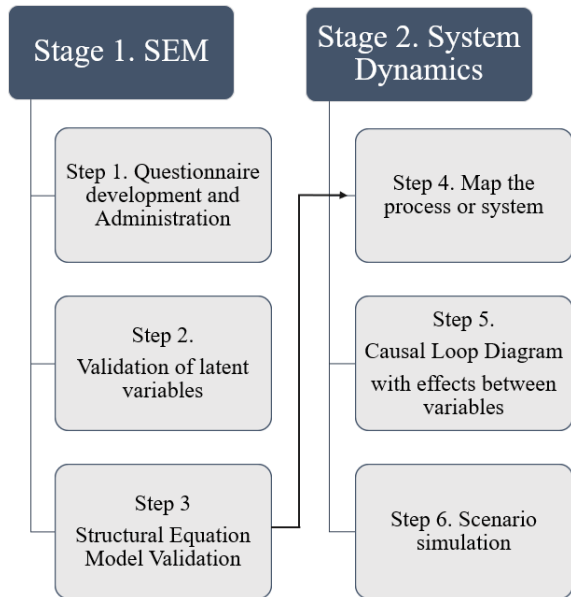 Stage 1. SEM
Step 1. Questionnaire
development and
Administration
Step 2.
Validation of latent
variables
Step 3
Structural Equation
Model Validation
Stage 2. System
Dynamics
Step 4. Map the
process or system
Step 5.
Causal Loop Diagram
with effects between
variables
Step 6. Scenario
simulation